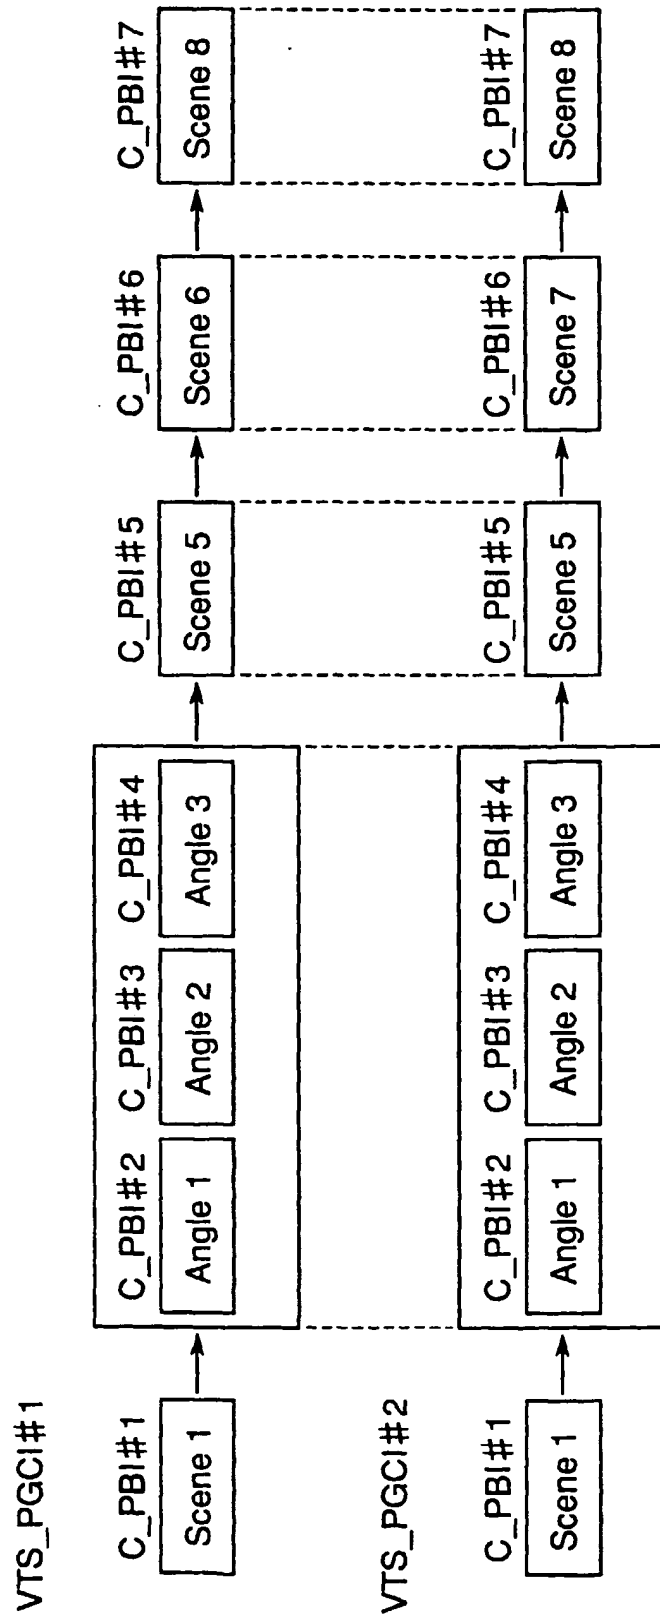 VTS_PGCI#1
C_PBI#1
Scene 1
C_PBI#2
Angle 1
C_PBI#3
Angle 2
C_PBI#4
Angle 3
C_PBI#5
Scene 5
C_PBI#6
Scene 6
C_PBI#7
Scene 8
VTS_PGCI#2
C_PBI#1
Scene 1
C_PBI#2
Angle 1
C_PBI#3
Angle 2
C_PBI#4
Angle 3
C_PBI#5
Scene 5
C_PBI#6
Scene 7
C_PBI#7
Scene 8